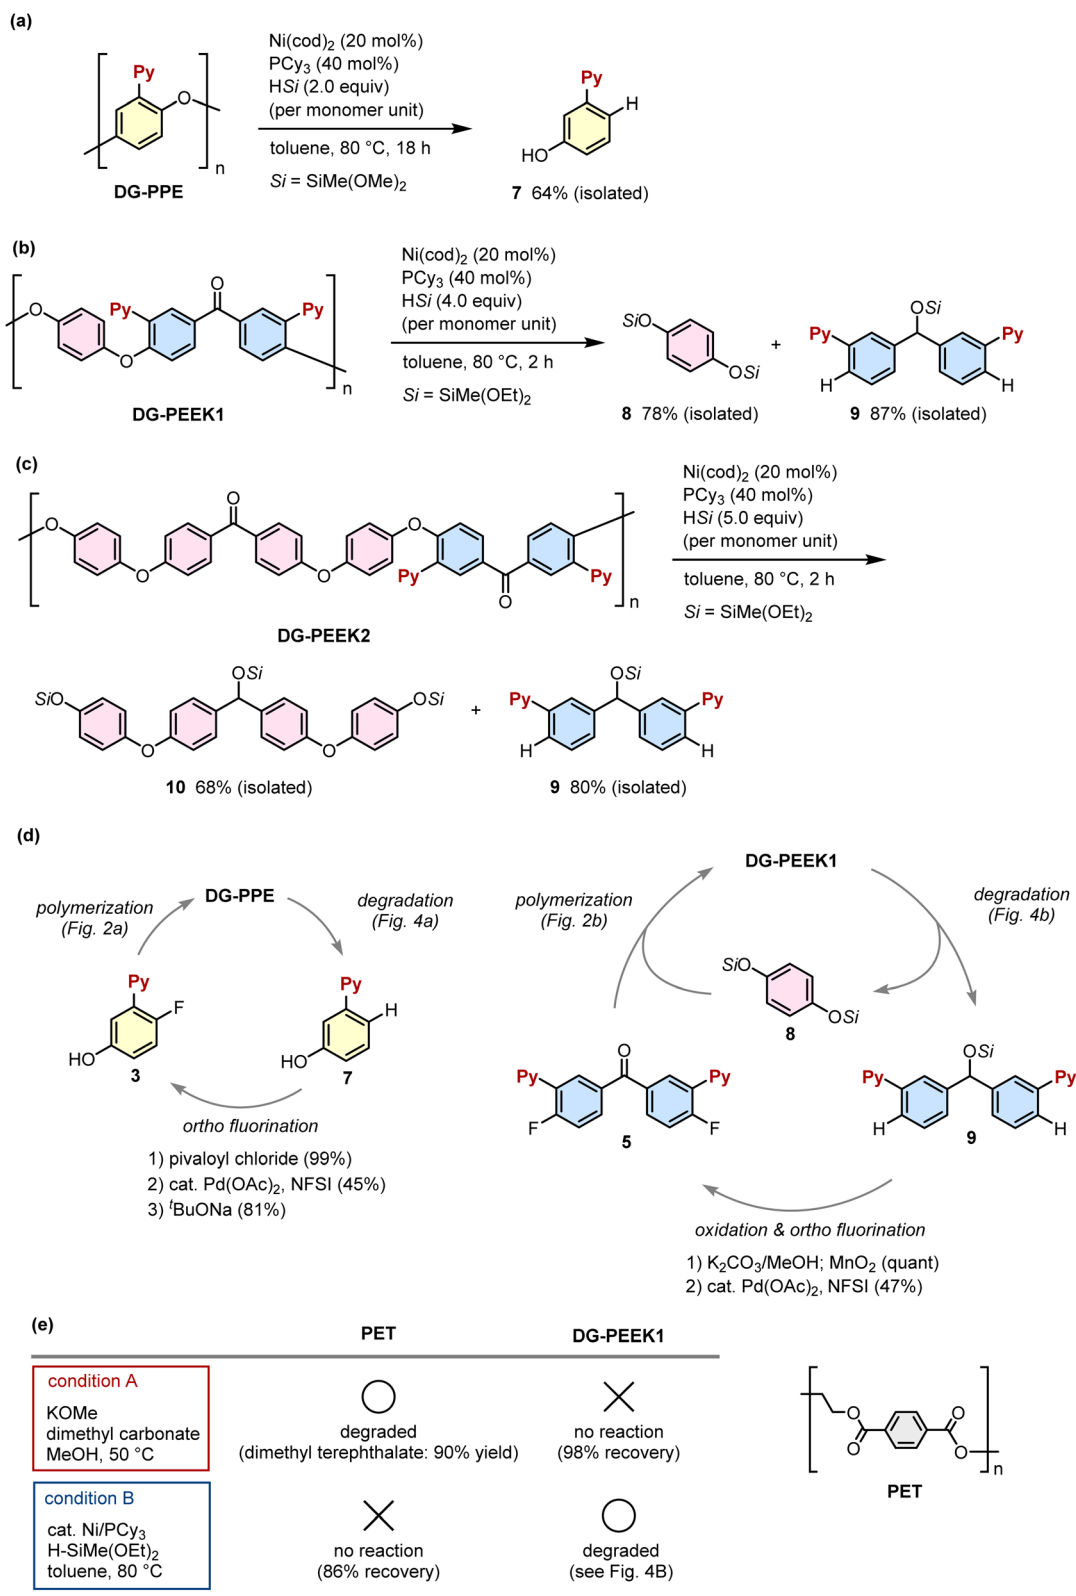 (a)
Py
O
n
DG-PPE
Ni(cod)2 (20 mol%)
PCy3 (40 mol%)
HSi (2.0 equiv)
(per monomer unit)
toluene, 80 °C, 18 h
Si = SiMe(OMe)2
Py
H
HO
7 64% (isolated)
(b)
O
O
Py
Py
O
n
DG-PEEK1
Ni(cod)2 (20 mol%)
PCy3 (40 mol%)
HSi (4.0 equiv)
(per monomer unit)
toluene, 80 °C, 2 h
Si = SiMe(OEt)2
SiO
OSi
8 78% (isolated)
+
OSi
Py
Py
H
H
9 87% (isolated)
(c)
O
O
O
O
O
Py
Py
O
n
DG-PEEK2
Ni(cod)2 (20 mol%)
PCy3 (40 mol%)
HSi (5.0 equiv)
(per monomer unit)
toluene, 80 °C, 2 h
Si = SiMe(OEt)2
OSi
SiO
OSi
O
O
10 68% (isolated)
+
OSi
Py
Py
H
H
9 80% (isolated)
(d)
DG-PPE
polymerization
(Fig. 2a)
degradation
(Fig. 4a)
Py
F
HO
3
Py
H
HO
7
ortho fluorination
1) pivaloyl chloride (99%)
2) cat. Pd(OAc)2, NFSI (45%)
3) tBuONa (81%)
DG-PEEK1
polymerization
(Fig. 2b)
degradation
(Fig. 4b)
SiO
OSi
8
O
Py
Py
F
F
5
OSi
Py
Py
H
H
9
oxidation & ortho fluorination
1) K2CO3/MeOH; MnO2 (quant)
2) cat. Pd(OAc)2, NFSI (47%)
(e)
PET
DG-PEEK1
condition A
KOMe
dimethyl carbonate
MeOH, 50 °C
degraded
(dimethyl terephthalate: 90% yield)
no reaction
(98% recovery)
condition B
cat. Ni/PCy3
H-SiMe(OEt)2
toluene, 80 °C
no reaction
(86% recovery)
degraded
(see Fig. 4B)
O
O
O
O
n
PET